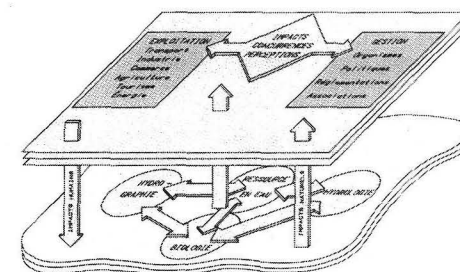 EXPLOITATION
Transport
Industrie
Commerce
Agriculture
Tourisme
Energie
IMPACTS
CONCURRENCES
PERCEPTIONS
GESTION
Organismes
Politiques
Réglementations
Associations
IMPACTS HUMAINS
HYDRO
GRAPHIE
RESSOURCE
EN EAU
HYDROLOGIE
BIOLOGIE
IMPACTS NATURELS